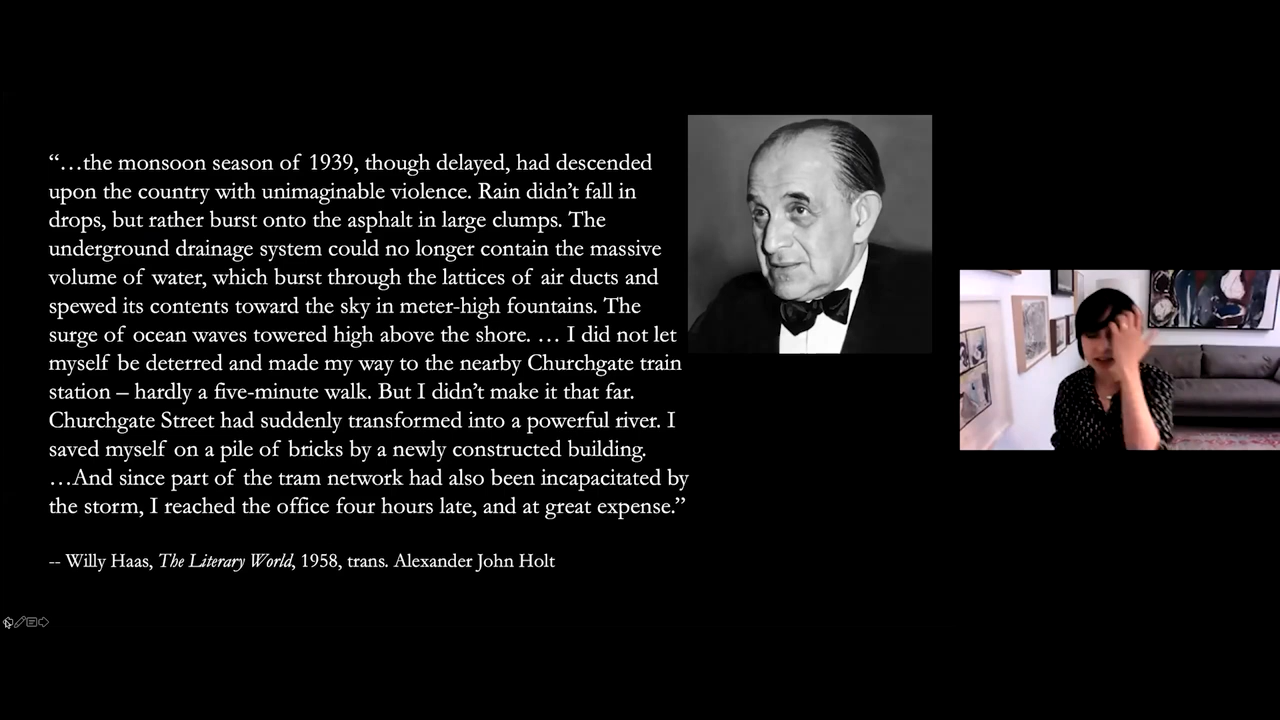 “…the monsoon season of 1939, though delayed, had descended
upon the country with unimaginable violence. Rain didn’t fall in
drops, but rather burst onto the asphalt in large clumps. The
underground drainage system could no longer contain the massive
volume of water, which burst through the lattices of air ducts and
spewed its contents toward the sky in meter-high fountains. The
surge of ocean waves towered high above the shore. … I did not let
myself be deterred and made my way to the nearby Churchgate train
station – hardly a five-minute walk. But I didn’t make it that far.
Churchgate Street had suddenly transformed into a powerful river. I
saved myself on a pile of bricks by a newly constructed building.
…And since part of the tram network had also been incapacitated by
the storm, I reached the office four hours late, and at great expense.”
-- Willy Haas, The Literary World, 1958, trans. Alexander John Holt